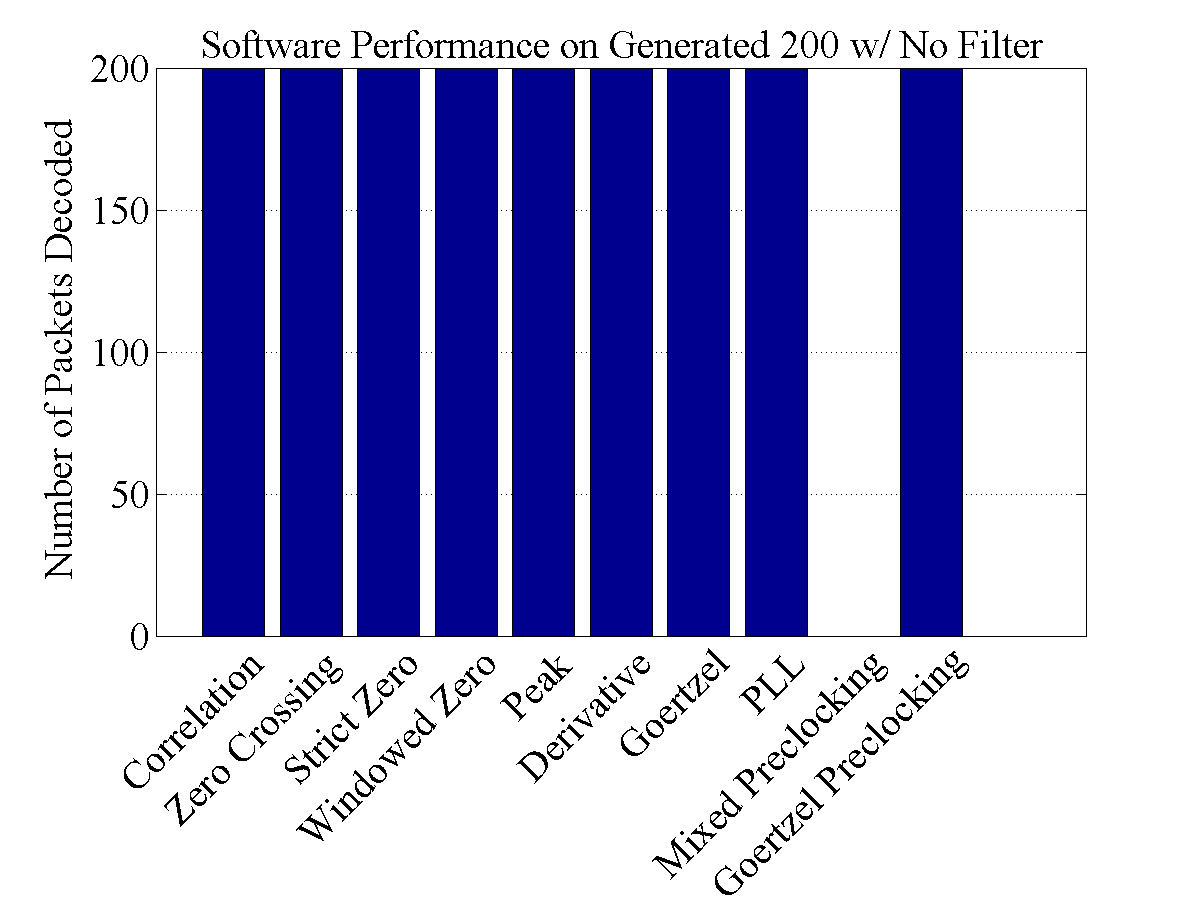 Software Performance on Generated 200 w/ No Filter
Number of Packets Decoded
200
150
100
50
0
Correlation
Zero Crossing
Strict Zero
Windowed Zero
Peak
Derivative
Goertzel
PLL
Mixed Preclocking
Goertzel Preclocking